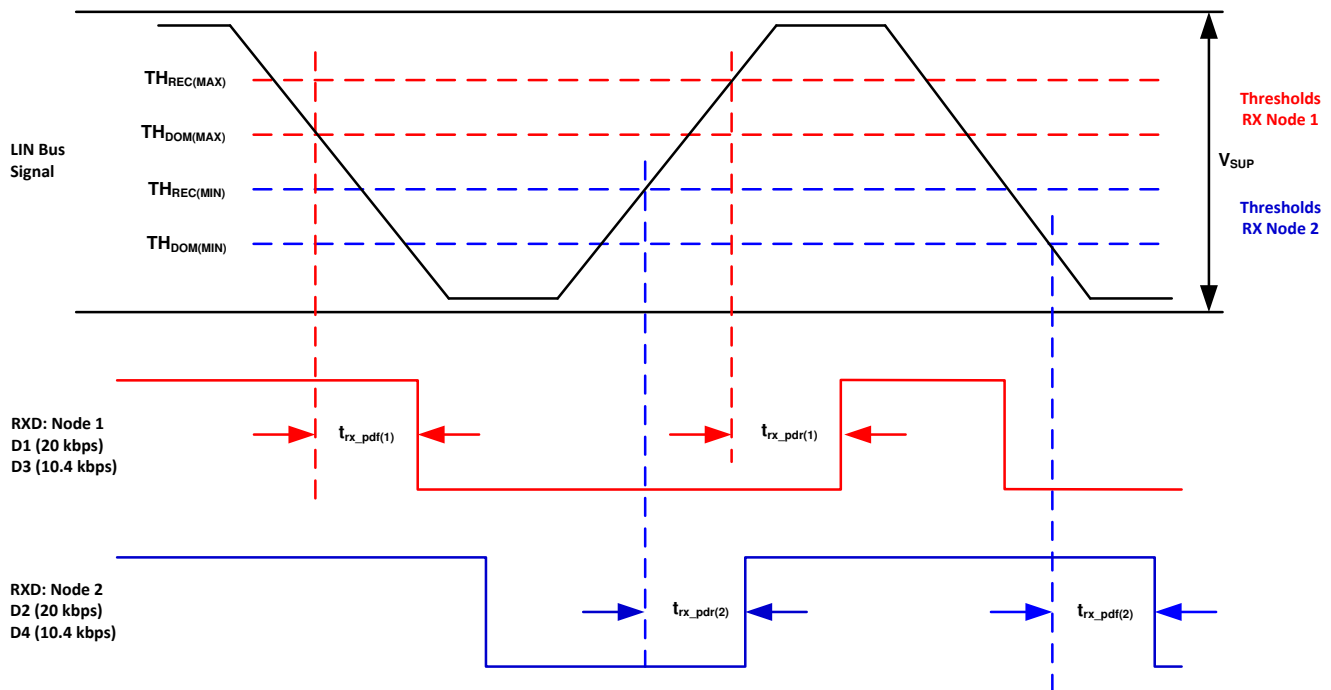 THREC(MAX)
Thresholds
RX Node 1
THDOM(MAX)
LIN Bus
Signal
VSUP
THREC(MIN)
Thresholds
RX Node 2
THDOM(MIN)
RXD: Node 1
D1 (20 kbps)
D3 (10.4 kbps)
trx_pdf(1)
trx_pdr(1)
RXD: Node 2
D2 (20 kbps)
D4 (10.4 kbps)
trx_pdr(2)
trx_pdf(2)